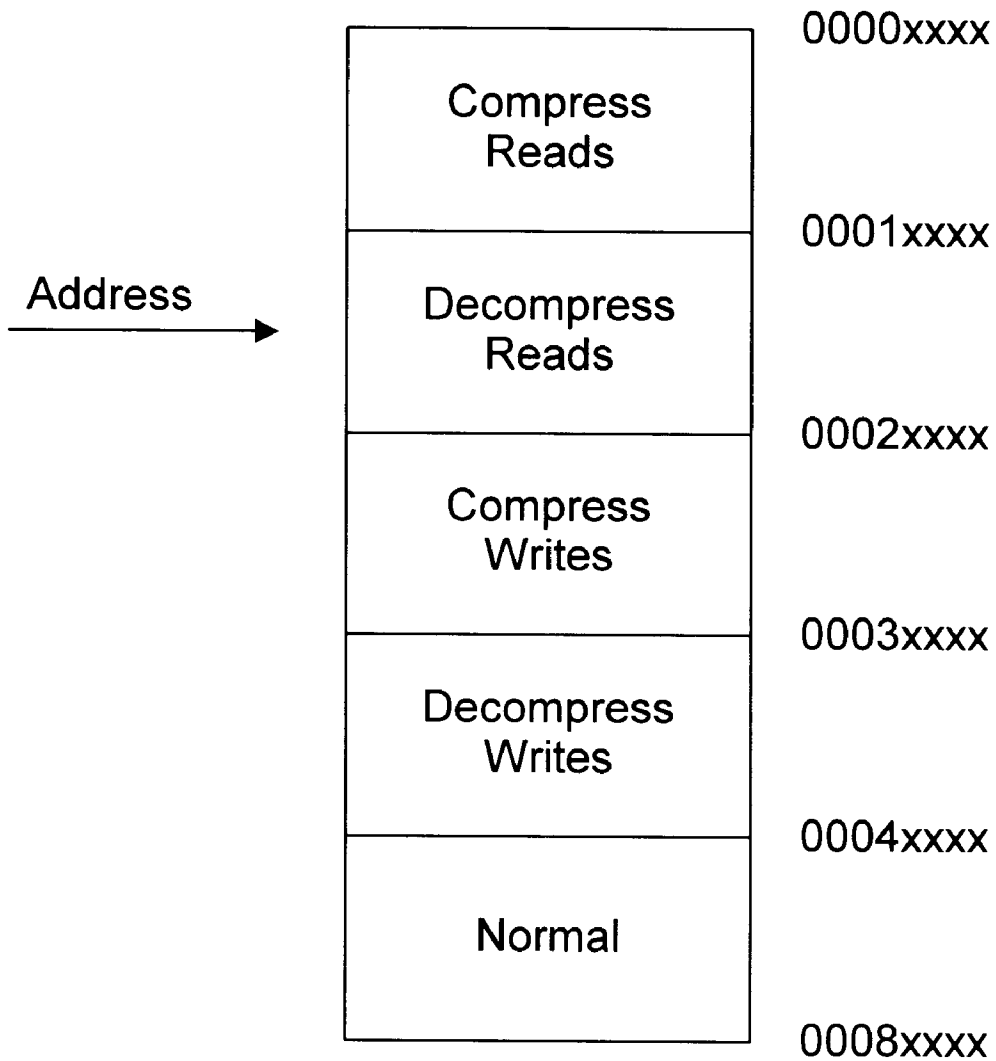 0000xxxx
Compress
Reads
0001xxxx
Address
Decompress
Reads
0002xxxx
Compress
Writes
0003xxxx
Decompress
Writes
0004xxxx
Normal
0008xxxx